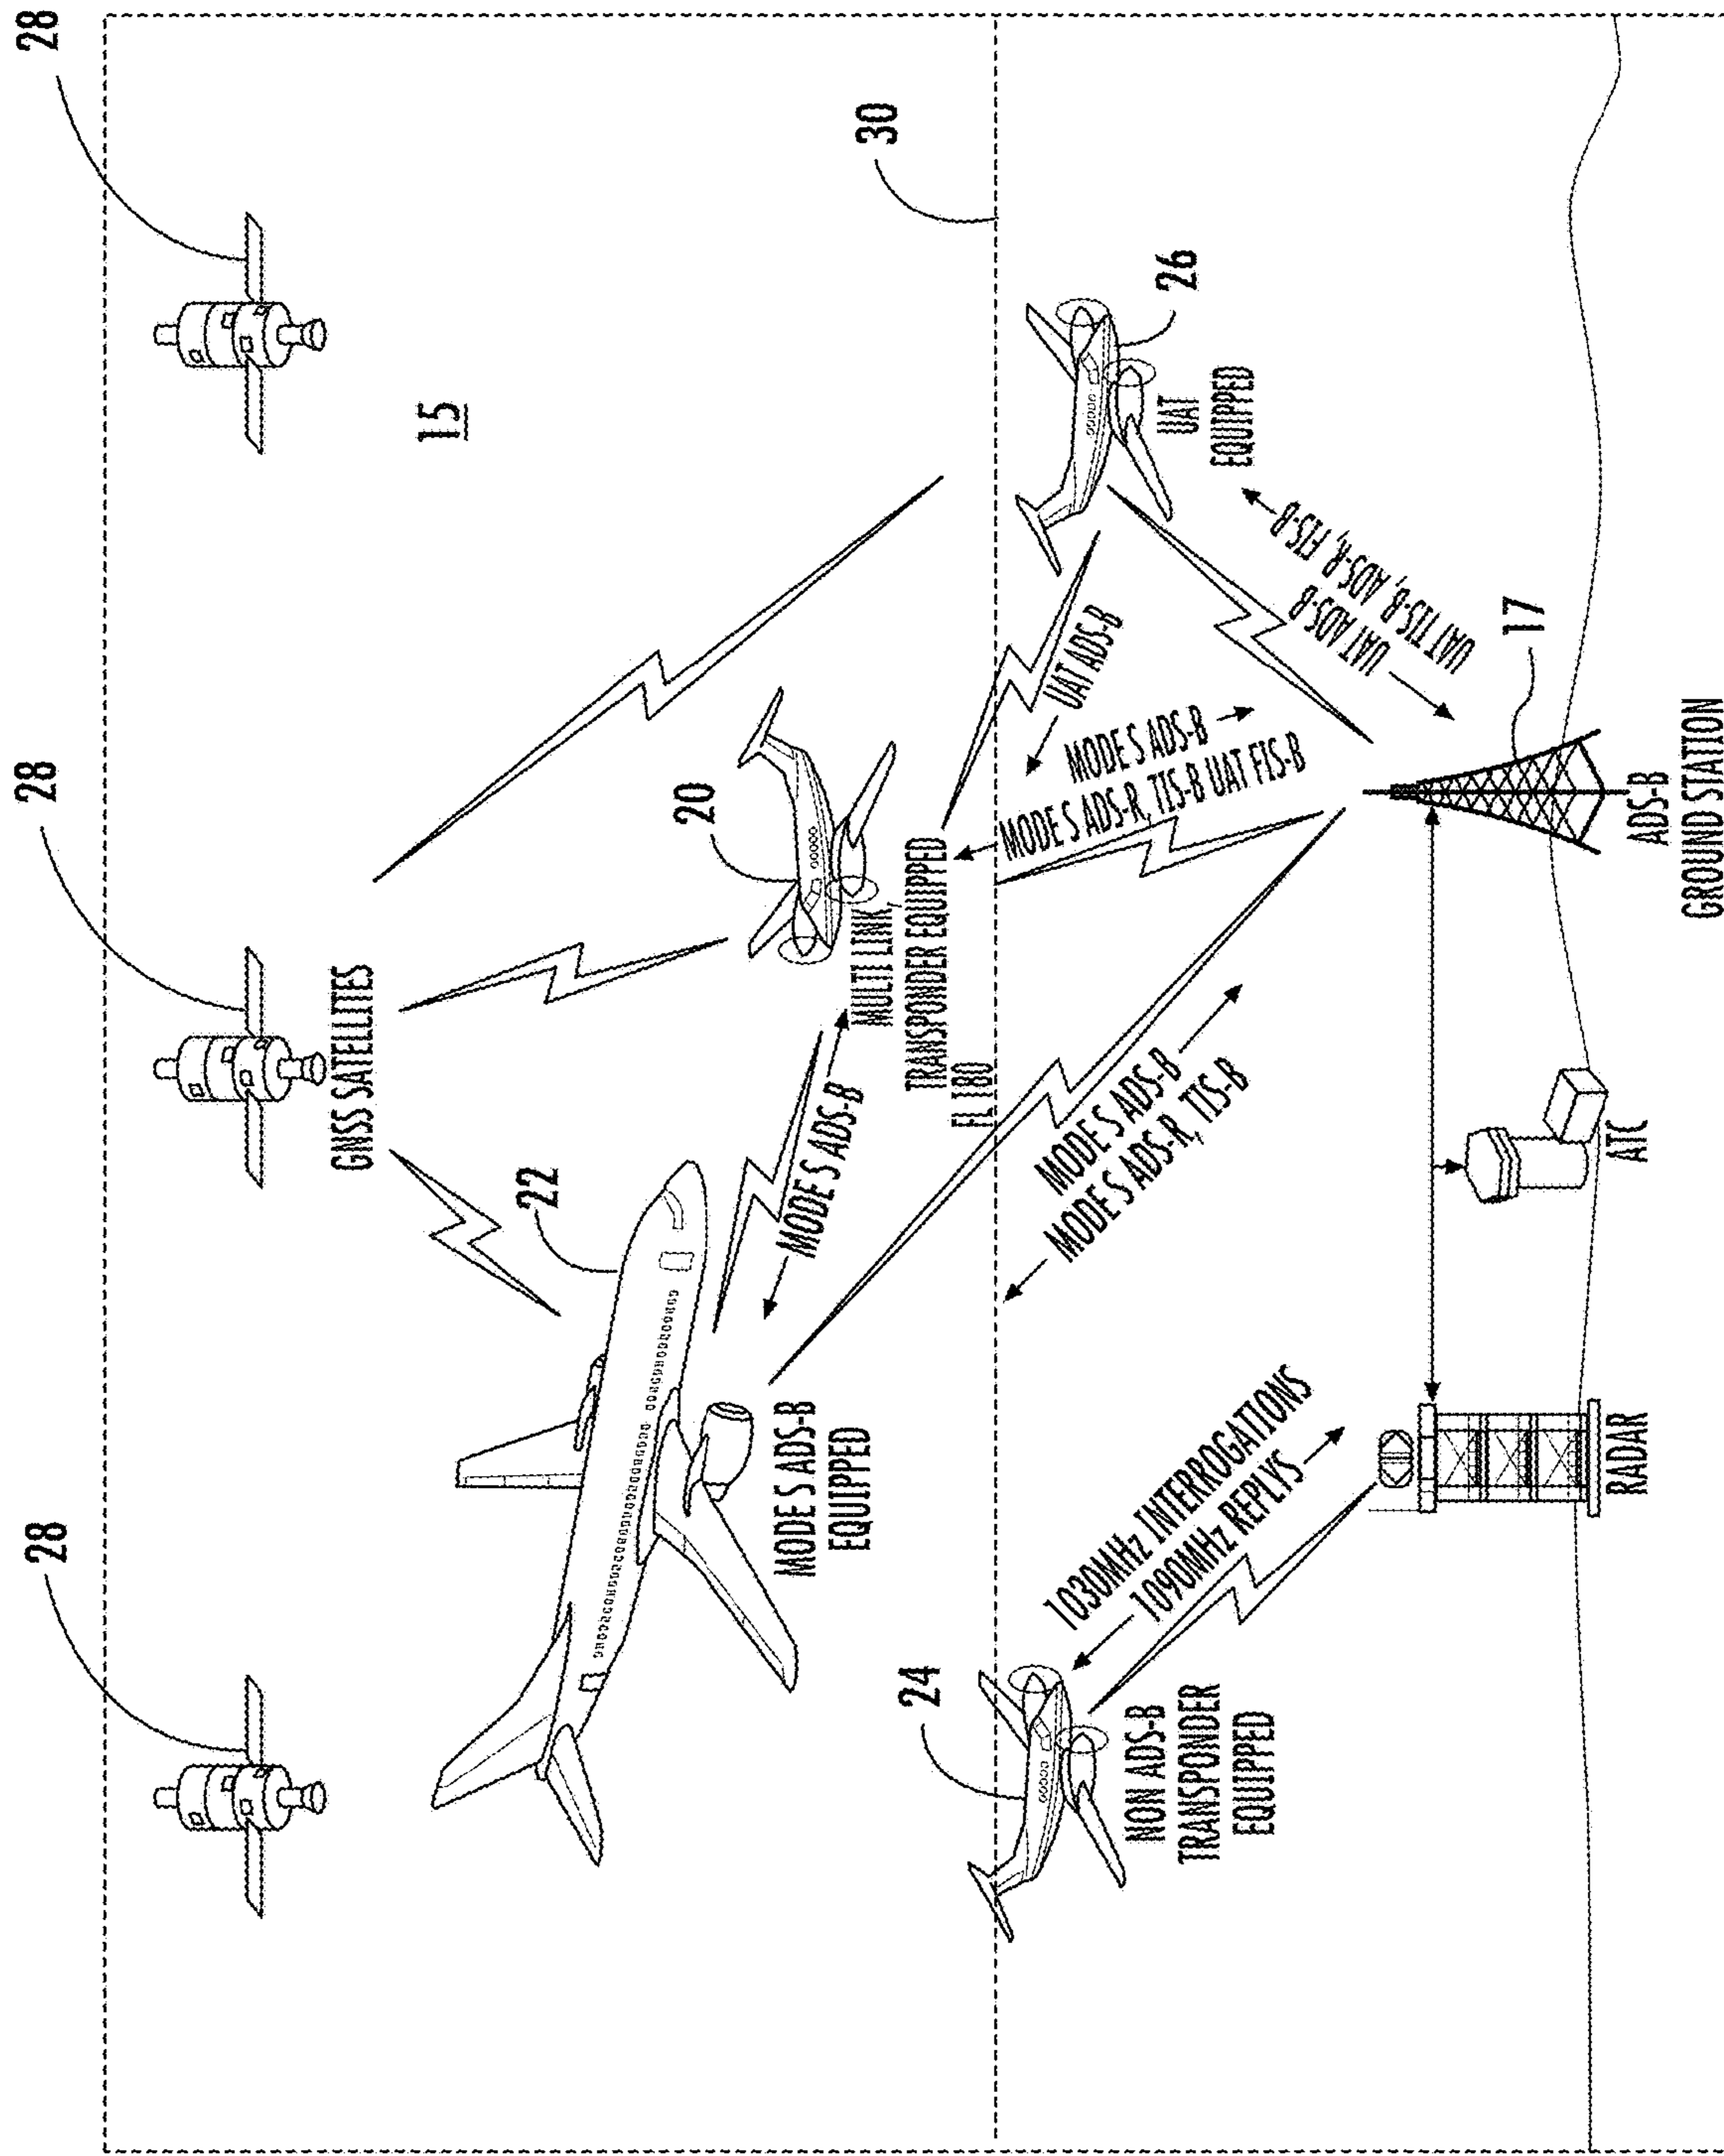 28
28
28
GNSS SATELLITES
15
22
20
MODE S ADS-B
EQUIPPED
MODE S ADS-B
MULTI LINK
TRANSPONDER EQUIPPED
FL 180
30
24
NON ADS-B
TRANSPONDER
EQUIPPED
1030MHz INTERROGATIONS
1090MHz REPLYS
MODE S ADS-B
MODE S ADS-R, TIS-B
MODE S ADS-B
MODE S ADS-R, TIS-B UAT FIS-B
UAT ADS-B
26
UAT
EQUIPPED
UAT ADS-B
UAT TIS-B, ADS-R, FIS-B
17
RADAR
ATC
ADS-B
GROUND STATION